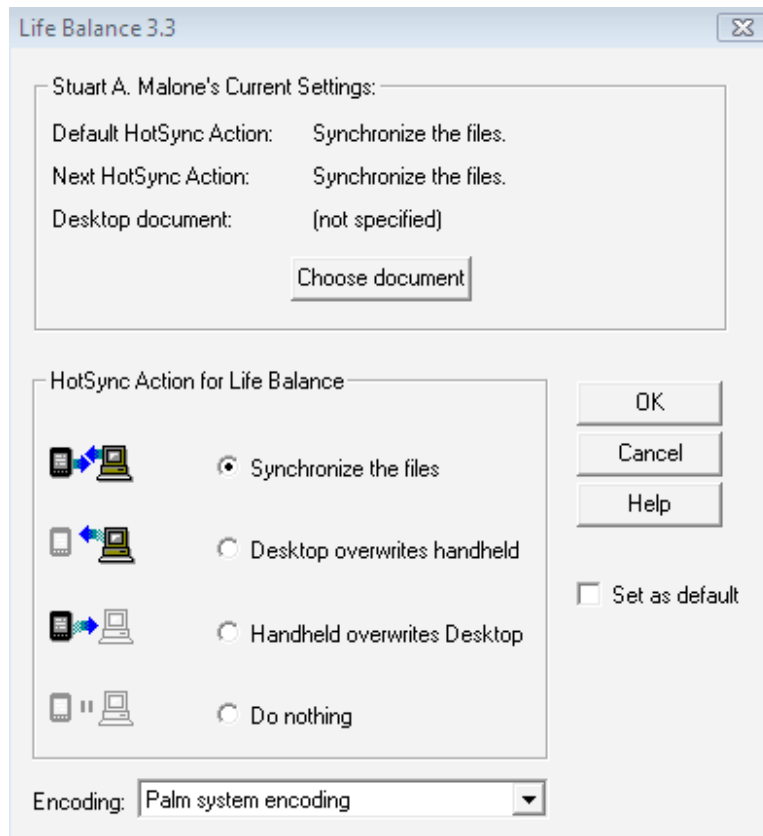 Life Balance 3.3
Stuart A. Malone's Current Settings:
Default HotSync Action: Synchronize the files.
Next HotSync Action: Synchronize the files.
Desktop document: (not specified)
Choose document
HotSync Action for Life Balance
Synchronize the files
Desktop overwrites handheld
Handheld overwrites Desktop
Do nothing
OK
Cancel
Help
Set as default
Encoding: Palm system encoding